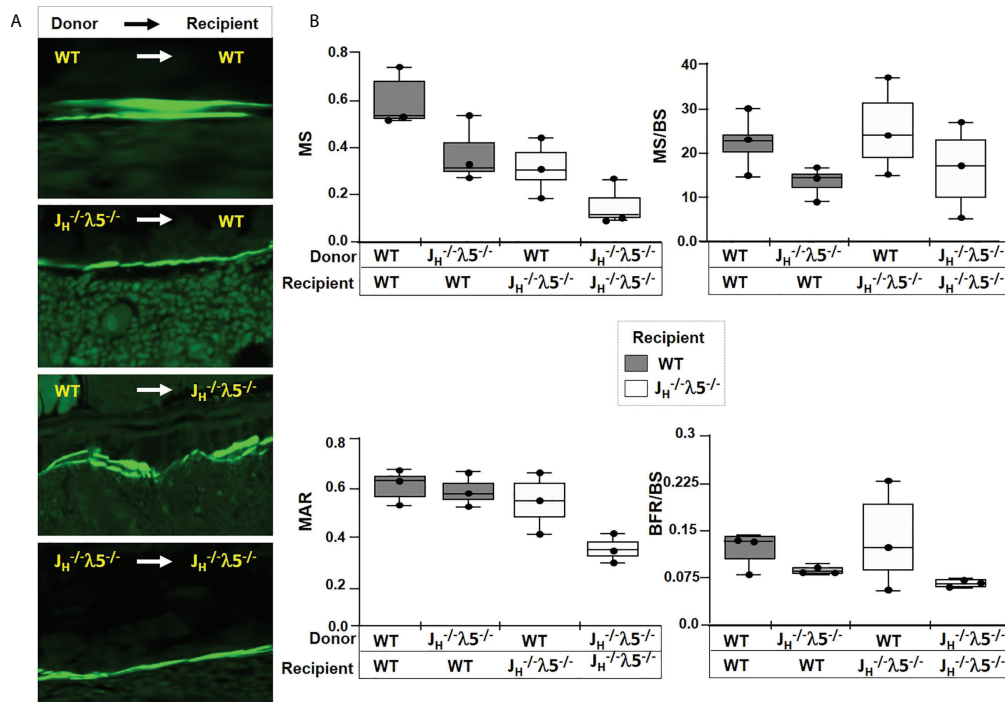 A
Donor → Recipient
WT → WT
J_H^-/-λ5^-/- → WT
WT → J_H^-/-λ5^-/-
J_H^-/-λ5^-/- → J_H^-/-λ5^-/-
B
MS
0.8
0.6
0.4
0.2
0.0
Donor WT J_H^-/-λ5^-/- WT J_H^-/-λ5^-/-
Recipient WT WT J_H^-/-λ5^-/- J_H^-/-λ5^-/-
MS/BS
40
30
20
10
0
WT J_H^-/-λ5^-/- WT J_H^-/-λ5^-/-
WT WT J_H^-/-λ5^-/- J_H^-/-λ5^-/-
Recipient
WT
J_H^-/-λ5^-/-
MAR
0.8
0.6
0.4
0.2
0.0
Donor WT J_H^-/-λ5^-/- WT J_H^-/-λ5^-/-
Recipient WT WT J_H^-/-λ5^-/- J_H^-/-λ5^-/-
BFR/BS
0.3
0.225
0.15
0.075
0.0
WT J_H^-/-λ5^-/- WT J_H^-/-λ5^-/-
WT WT J_H^-/-λ5^-/- J_H^-/-λ5^-/-